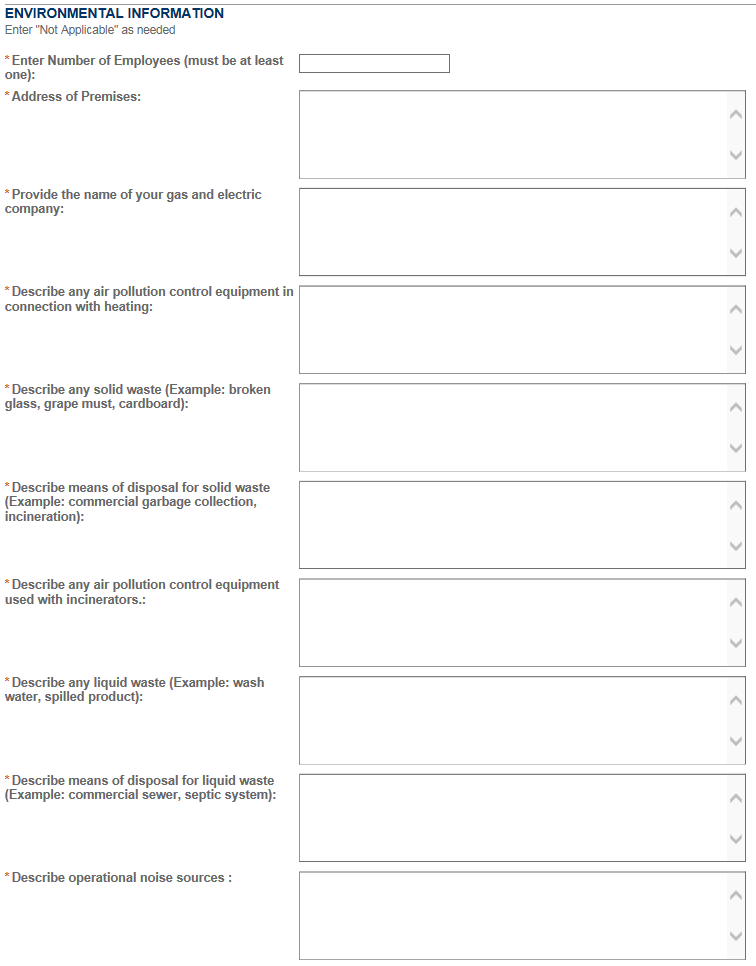 ENVIRONMENTAL INFORMATION
Enter "Not Applicable" as needed
*Enter Number of Employees (must be at least
one):
*Address of Premises:
*Provide the name of your gas and electric
company:
*Describe any air pollution control equipment in
connection with heating:
*Describe any solid waste (Example: broken
glass, grape must, cardboard):
*Describe means of disposal for solid waste
(Example: commercial garbage collection,
incineration):
*Describe any air pollution control equipment
used with incinerators.:
*Describe any liquid waste (Example: wash
water, spilled product):
*Describe means of disposal for liquid waste
(Example: commercial sewer, septic system):
*Describe operational noise sources :